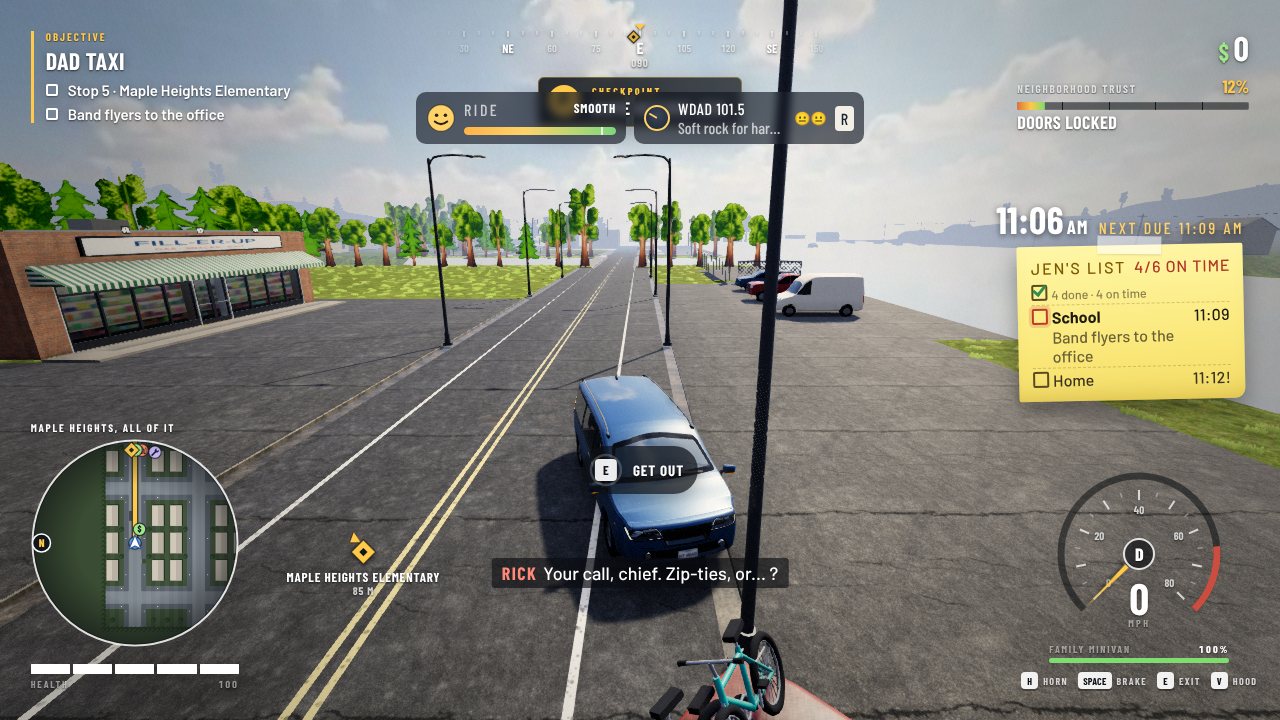 OBJECTIVE
DAD TAXI
Stop 5 · Maple Heights Elementary
Band flyers to the office
30 NE 60 75 E 105 120 SE 150
090
CHECKPOINT
RIDE SMOOTH
WDAD 101.5
Soft rock for har...
R
$0
NEIGHBORHOOD TRUST 12%
DOORS LOCKED
11:06 AM NEXT DUE 11:09 AM
JEN'S LIST 4/6 ON TIME
4 done · 4 on time
School 11:09
Band flyers to the
office
Home 11:12!
FILL-ER-UP
MAPLE HEIGHTS, ALL OF IT
N
$
E GET OUT
MAPLE HEIGHTS ELEMENTARY
85 M
RICK Your call, chief. Zip-ties, or... ?
0 20 40 60 80
D
0
MPH
HEALTH 100
FAMILY MINIVAN 100%
H HORN SPACE BRAKE E EXIT V HOOD